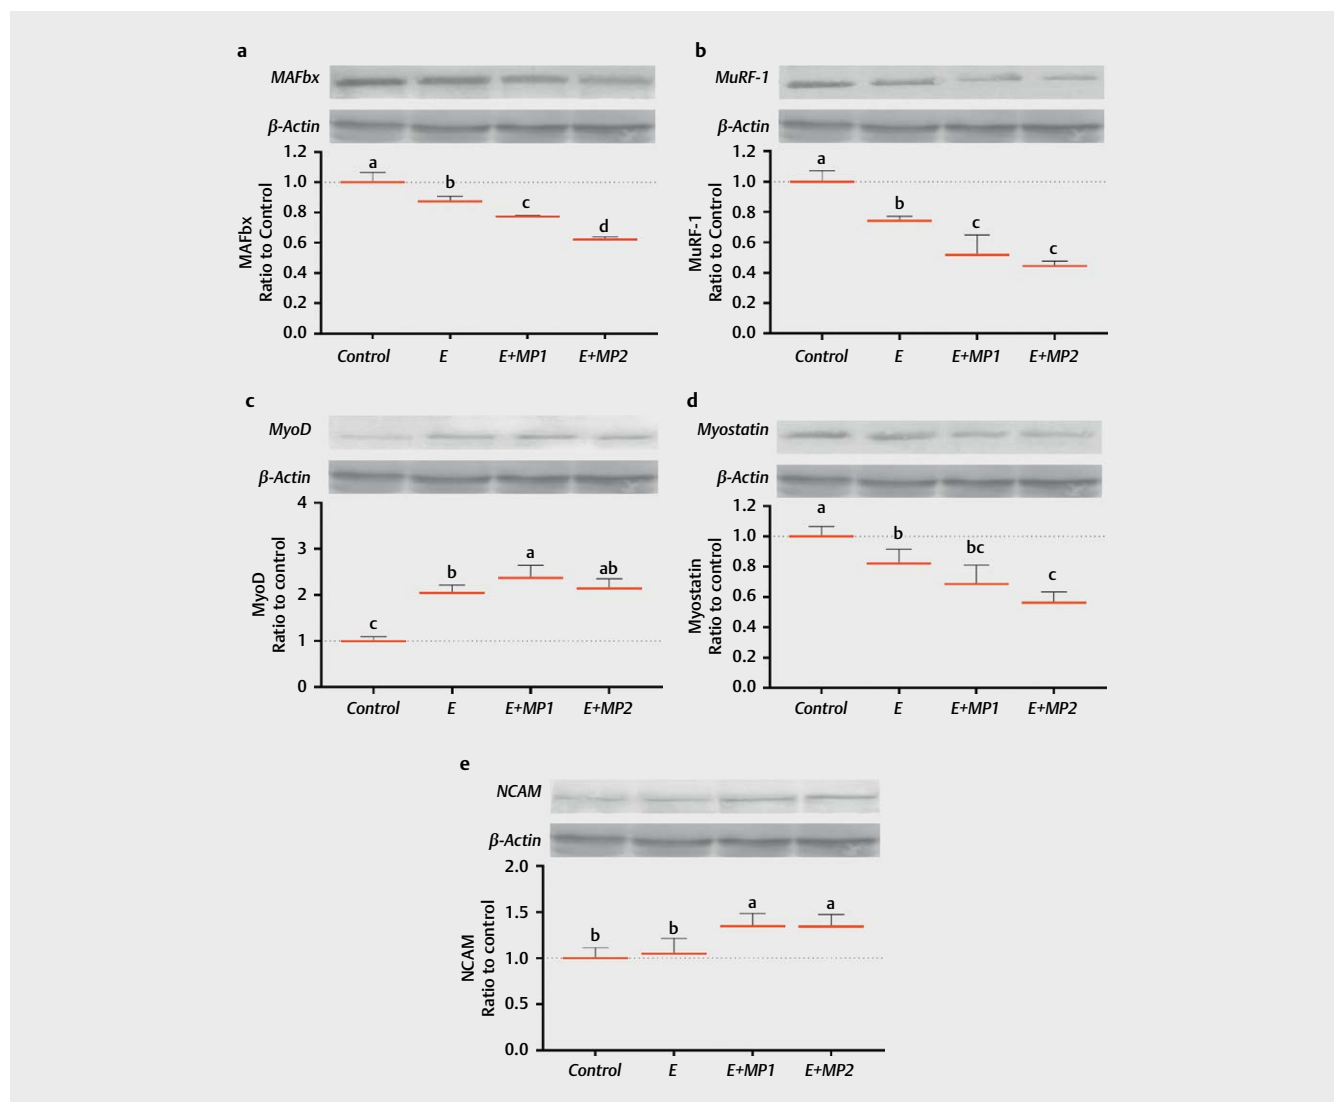 a
MAFbx
β-Actin
1.2
1.0
0.8
0.6
0.4
0.2
0.0
MAFbx
Ratio to Control
a
b
c
d
Control E E+MP1 E+MP2
b
MuRF-1
β-Actin
1.2
1.0
0.8
0.6
0.4
0.2
0.0
MuRF-1
Ratio to Control
a
b
c
c
Control E E+MP1 E+MP2
c
MyoD
β-Actin
4
3
2
1
0
MyoD
Ratio to control
c
b
a
ab
Control E E+MP1 E+MP2
d
Myostatin
β-Actin
1.2
1.0
0.8
0.6
0.4
0.2
0.0
Myostatin
Ratio to control
a
b
bc
c
Control E E+MP1 E+MP2
e
NCAM
β-Actin
2.0
1.5
1.0
0.5
0.0
NCAM
Ratio to control
b
b
a
a
Control E E+MP1 E+MP2